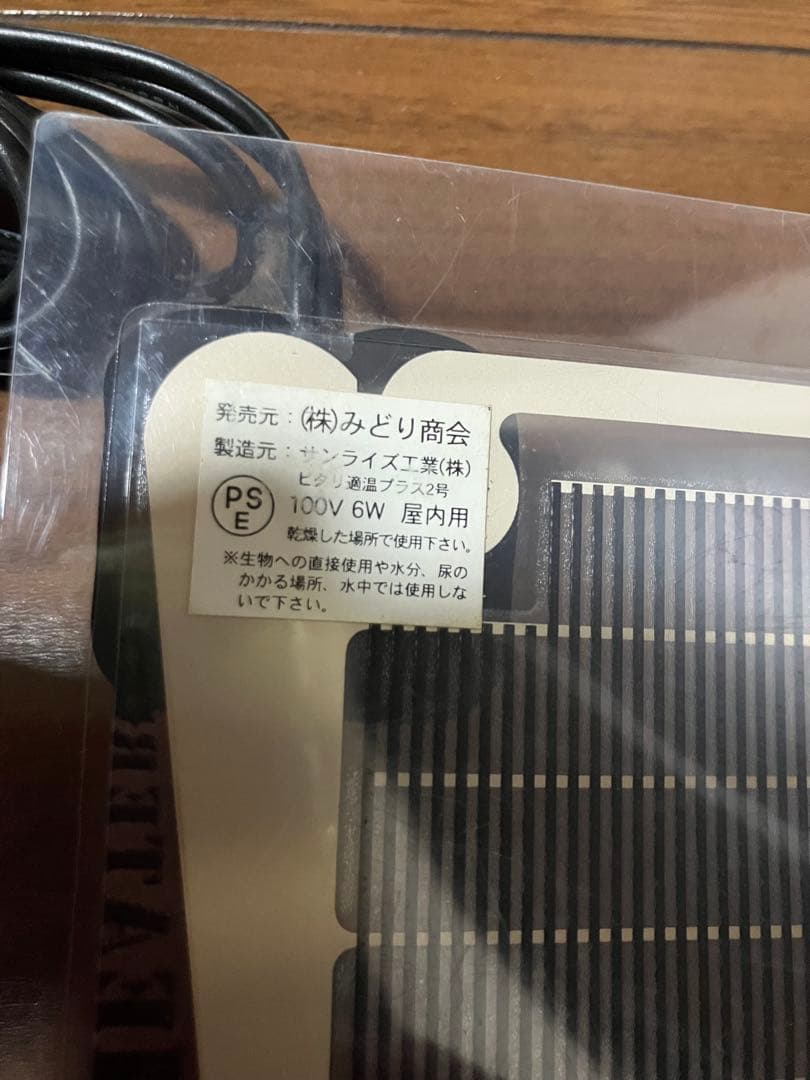 発売元:(株)みどり商会
製造元:サンライズ工業(株)
ピタリ適温プラス2号
PS
E
100V 6W 屋内用
乾燥した場所で使用下さい。
※生物への直接使用や水分、尿の
かかる場所、水中では使用しな
いで下さい。